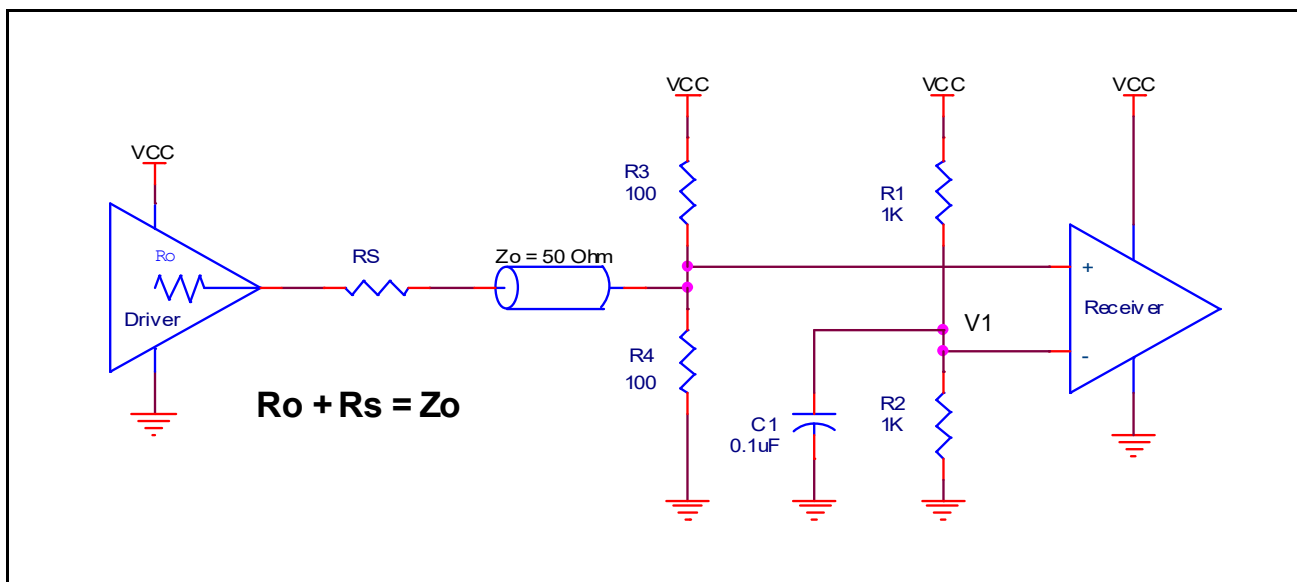 VCC
VCC
VCC
VCC
R3
100
R1
1K
Ro
RS
Zo = 50 Ohm
+
Driver
Receiver
V1
-
R4
100
Ro + Rs = Zo
R2
1K
C1
0.1uF